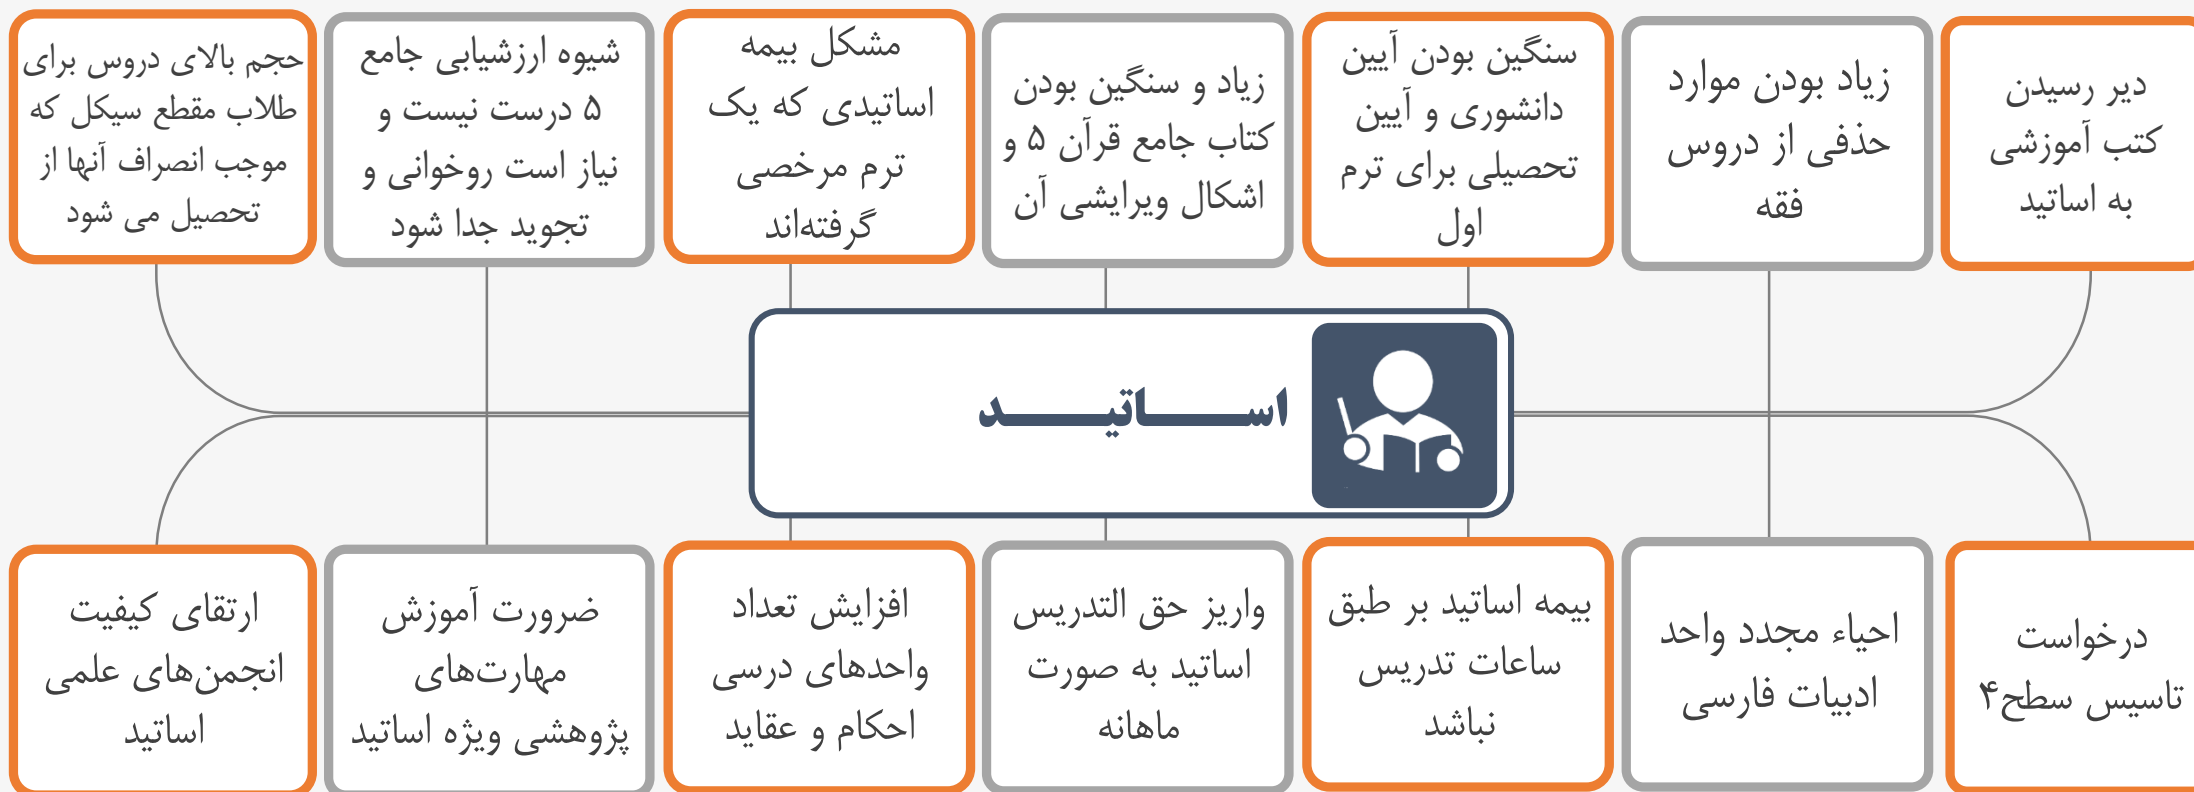 دیر رسیدن
کتب آموزشی
به اساتید
زیاد بودن موارد
حذفی از دروس
فقه
سنگین بودن آیین
دانشوری و آیین
تحصیلی برای ترم
اول
زیاد و سنگین بودن
کتاب جامع قرآن ۵ و
اشکال ویرایشی آن
مشکل بیمه
اساتیدی که یک
ترم مرخصی
گرفته‌اند
شیوه ارزشیابی جامع
۵ درست نیست و
نیاز است روخوانی و
تجوید جدا شود
حجم بالای دروس برای
طلاب مقطع سیکل که
موجب انصراف آنها از
تحصیل می شود
اســـاتیـــد
درخواست
تاسیس سطح۴
احیاء مجدد واحد
ادبیات فارسی
بیمه اساتید بر طبق
ساعات تدریس
نباشد
واریز حق التدریس
اساتید به صورت
ماهانه
افزایش تعداد
واحدهای درسی
احکام و عقاید
ضرورت آموزش
مهارت‌های
پژوهشی ویژه اساتید
ارتقای کیفیت
انجمن‌های علمی
اساتید